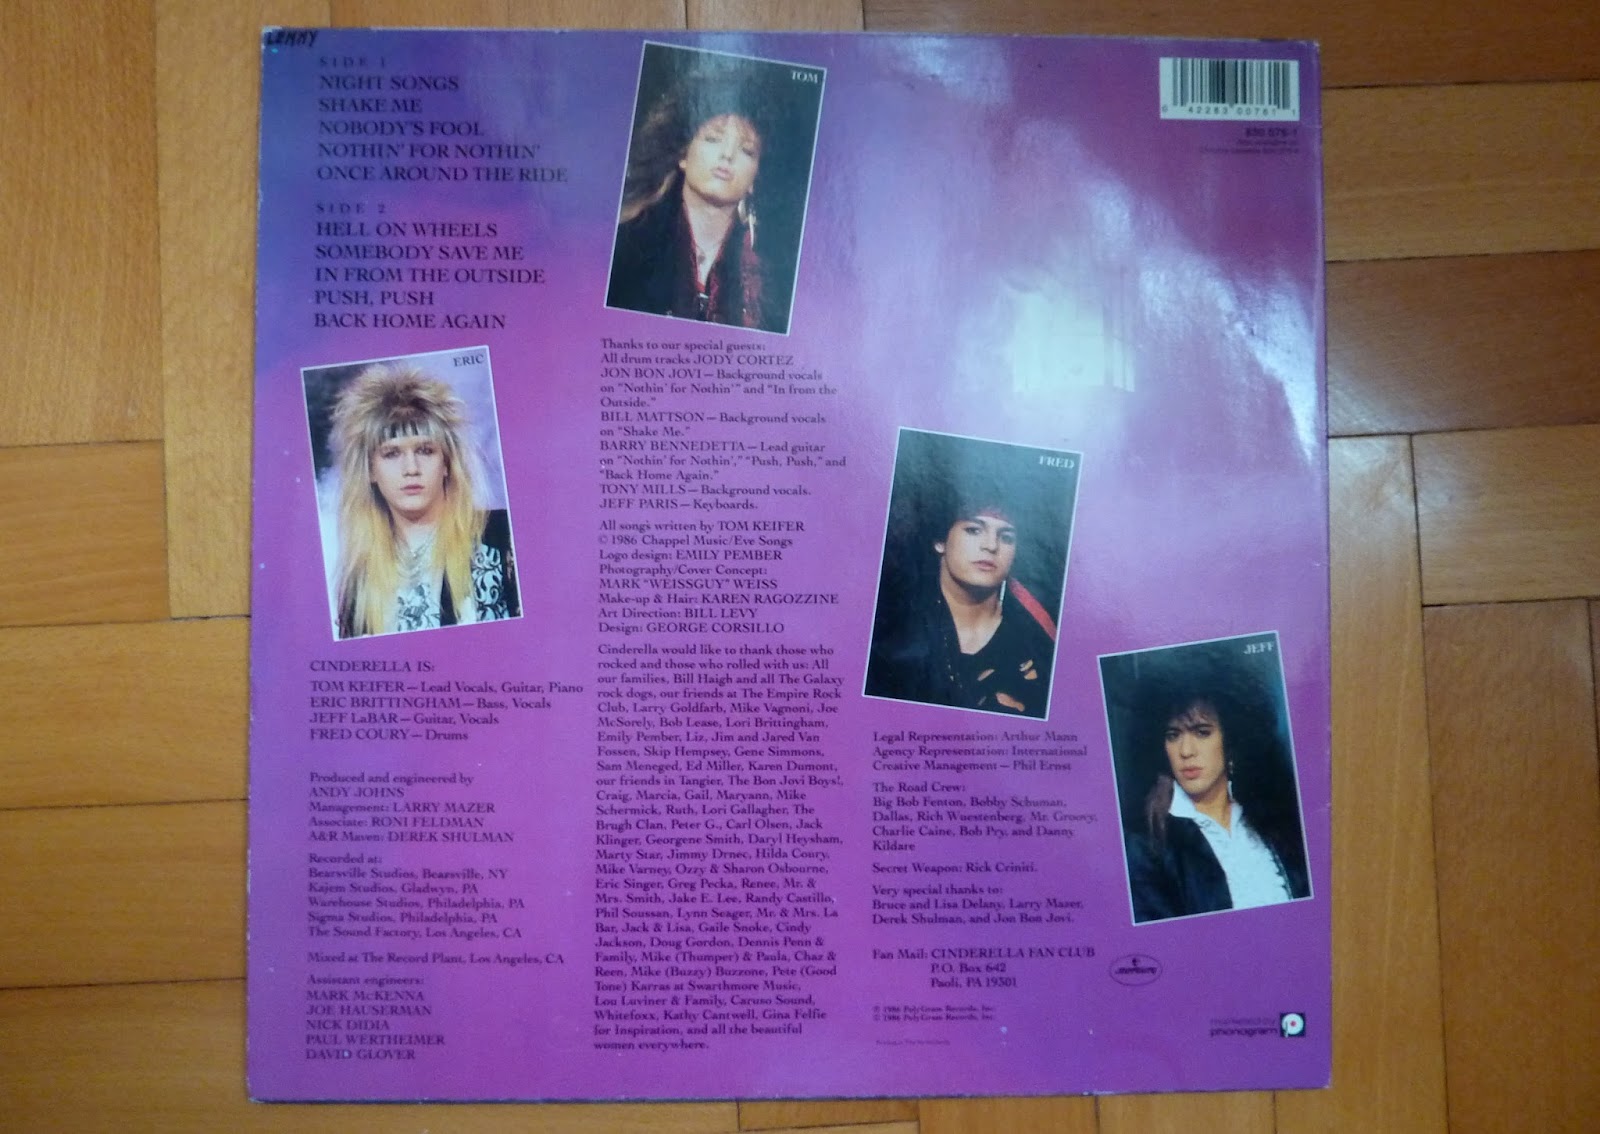 LEMMY
SIDE 1
NIGHT SONGS
SHAKE ME
NOBODY'S FOOL
NOTHIN' FOR NOTHIN'
ONCE AROUND THE RIDE
SIDE 2
HELL ON WHEELS
SOMEBODY SAVE ME
IN FROM THE OUTSIDE
PUSH, PUSH
BACK HOME AGAIN
ERIC
CINDERELLA IS:
TOM KEIFER—Lead Vocals, Guitar, Piano
ERIC BRITTINGHAM—Bass, Vocals
JEFF LaBAR—Guitar, Vocals
FRED COURY—Drums
Produced and engineered by
ANDY JOHNS
Management: LARRY MAZER
Associate: RONI FELDMAN
A&R Maven: DEREK SHULMAN
Recorded at:
Bearsville Studios, Bearsville, NY
Kajem Studios, Gladwyn, PA
Warehouse Studios, Philadelphia, PA
Sigma Studios, Philadelphia, PA
The Sound Factory, Los Angeles, CA
Mixed at The Record Plant, Los Angeles, CA
Assistant engineers:
MARK McKENNA
JOE HAUSERMAN
NICK DIDIA
PAUL WERTHEIMER
DAVID GLOVER
TOM
Thanks to our special guests:
All drum tracks JODY CORTEZ
JON BON JOVI—Background vocals
on "Nothin' for Nothin'" and "In from the
Outside."
BILL MATTSON—Background vocals
on "Shake Me."
BARRY BENNEDETTA—Lead guitar
on "Nothin' for Nothin'," "Push, Push," and
"Back Home Again."
TONY MILLS—Background vocals.
JEFF PARIS—Keyboards.
All songs written by TOM KEIFER
© 1986 Chappel Music/Eve Songs
Logo design: EMILY PEMBER
Photography/Cover Concept:
MARK "WEISSGUY" WEISS
Make-up & Hair: KAREN RAGOZZINE
Art Direction: BILL LEVY
Design: GEORGE CORSILLO
Cinderella would like to thank those who
rocked and those who rolled with us: All
our families, Bill Haigh and all The Galaxy
rock dogs, our friends at The Empire Rock
Club, Larry Goldfarb, Mike Vagnoni, Joe
McSorely, Bob Lease, Lori Brittingham,
Emily Pember, Liz, Jim and Jared Van
Fossen, Skip Hempsey, Gene Simmons,
Sam Meneged, Ed Miller, Karen Dumont,
our friends in Tangier, The Bon Jovi Boys!,
Craig, Marcia, Gail, Maryann, Mike
Schermick, Ruth, Lori Gallagher, The
Brugh Clan, Peter G., Carl Olsen, Jack
Klinger, Georgene Smith, Daryl Heysham,
Marty Star, Jimmy Drnec, Hilda Coury,
Mike Varney, Ozzy & Sharon Osbourne,
Eric Singer, Greg Pecka, Renee, Mr. &
Mrs. Smith, Jake E. Lee, Randy Castillo,
Phil Soussan, Lynn Seager, Mr. & Mrs. La
Bar, Jack & Lisa, Gaile Snoke, Cindy
Jackson, Doug Gordon, Dennis Penn &
Family, Mike (Thumper) & Paula, Chaz &
Reen, Mike (Buzzy) Buzzone, Pete (Good
Tone) Karras at Swarthmore Music,
Lou Luviner & Family, Caruso Sound,
Whitefoxx, Kathy Cantwell, Gina Felfie
for Inspiration, and all the beautiful
women everywhere.
FRED
Legal Representation: Arthur Mann
Agency Representation: International
Creative Management — Phil Ernst
The Road Crew:
Big Bob Fenton, Bobby Schuman,
Dallas, Rich Wuestenberg, Mr. Groovy,
Charlie Caine, Bob Pry, and Danny
Kildare
Secret Weapon: Rick Criniti.
Very special thanks to:
Bruce and Lisa Delany, Larry Mazer,
Derek Shulman, and Jon Bon Jovi.
Fan Mail: CINDERELLA FAN CLUB
P.O. Box 642
Paoli, PA 19301
℗ 1986 PolyGram Records, Inc.
© 1986 PolyGram Records, Inc.
JEFF
mercury
marketed by
phonogram
0 42283 00761 1
830 076-1